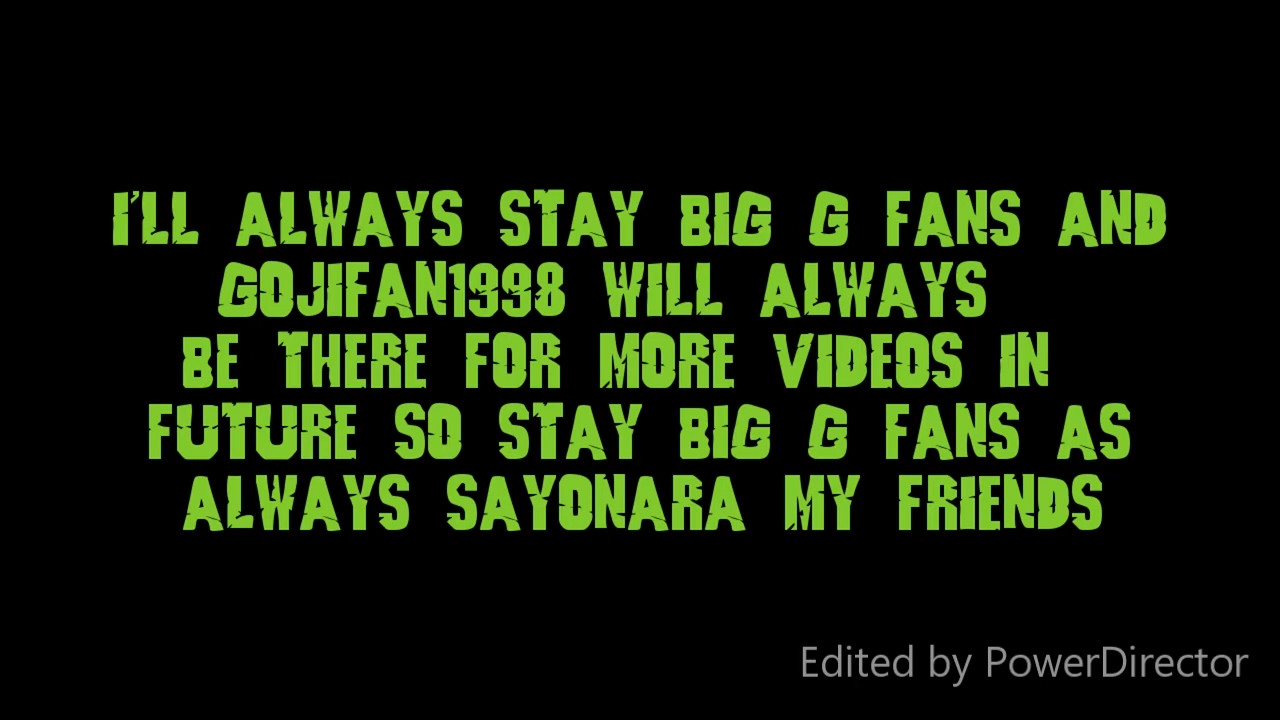 I'LL ALWAYS STAY BIG G FANS AND
GOJIFAN1998 WILL ALWAYS
BE THERE FOR MORE VIDEOS IN
FUTURE SO STAY BIG G FANS AS
ALWAYS SAYONARA MY FRIENDS
Edited by PowerDirector